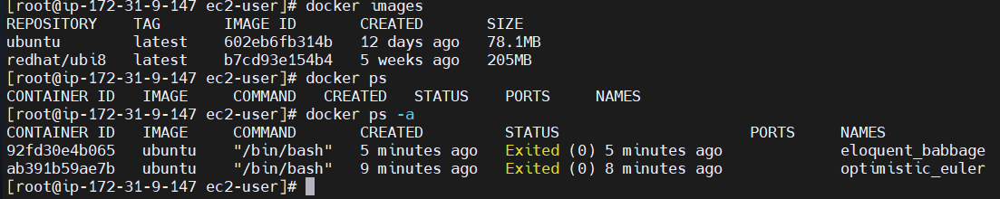 [root@ip-172-31-9-147 ec2-user]# docker images
REPOSITORY    TAG       IMAGE ID       CREATED       SIZE
ubuntu        latest    602eb6fb314b   12 days ago   78.1MB
redhat/ubi8   latest    b7cd93e154b4   5 weeks ago   205MB
[root@ip-172-31-9-147 ec2-user]# docker ps
CONTAINER ID   IMAGE     COMMAND   CREATED   STATUS    PORTS     NAMES
[root@ip-172-31-9-147 ec2-user]# docker ps -a
CONTAINER ID   IMAGE     COMMAND       CREATED         STATUS                     PORTS     NAMES
92fd30e4b065   ubuntu    "/bin/bash"   5 minutes ago   Exited (0) 5 minutes ago             eloquent_babbage
ab391b59ae7b   ubuntu    "/bin/bash"   9 minutes ago   Exited (0) 8 minutes ago             optimistic_euler
[root@ip-172-31-9-147 ec2-user]#